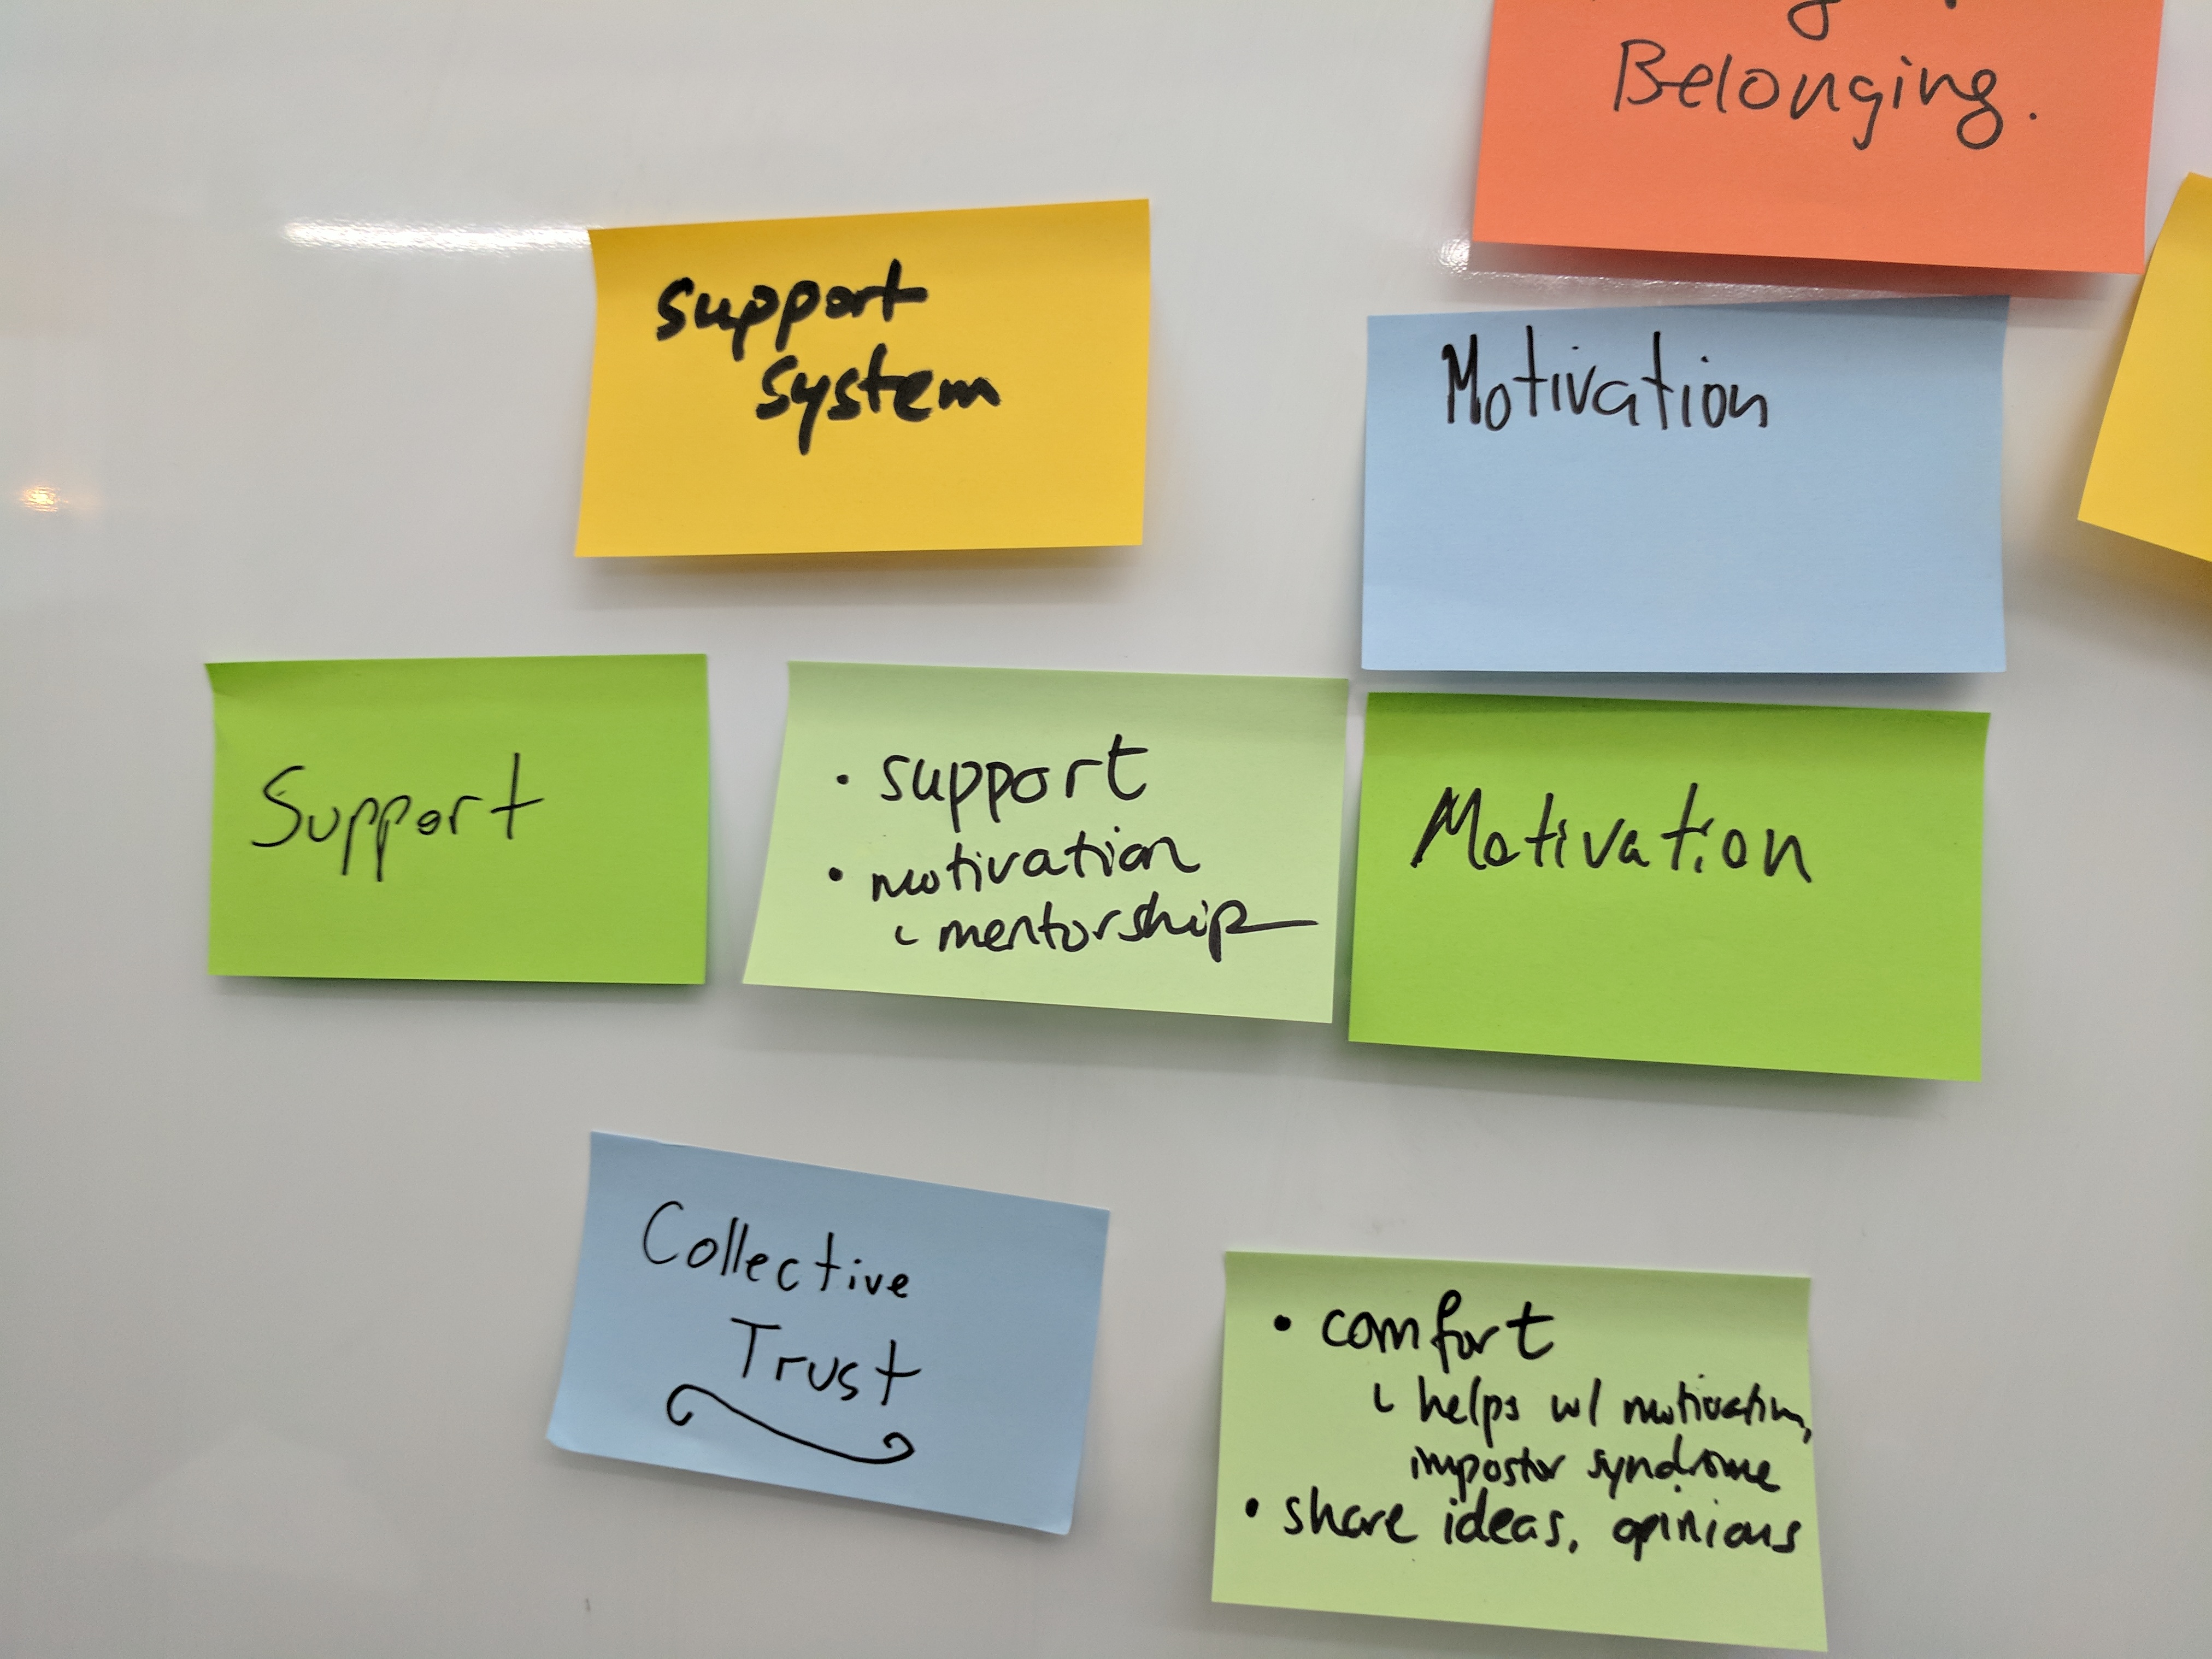 Belonging.
support
system
Motivation
Support
• support
• motivation
↳ mentorship
Motivation
Collective
Trust
• comfort
↳ helps w/ motivation,
impostor syndrome
• share ideas, opinions